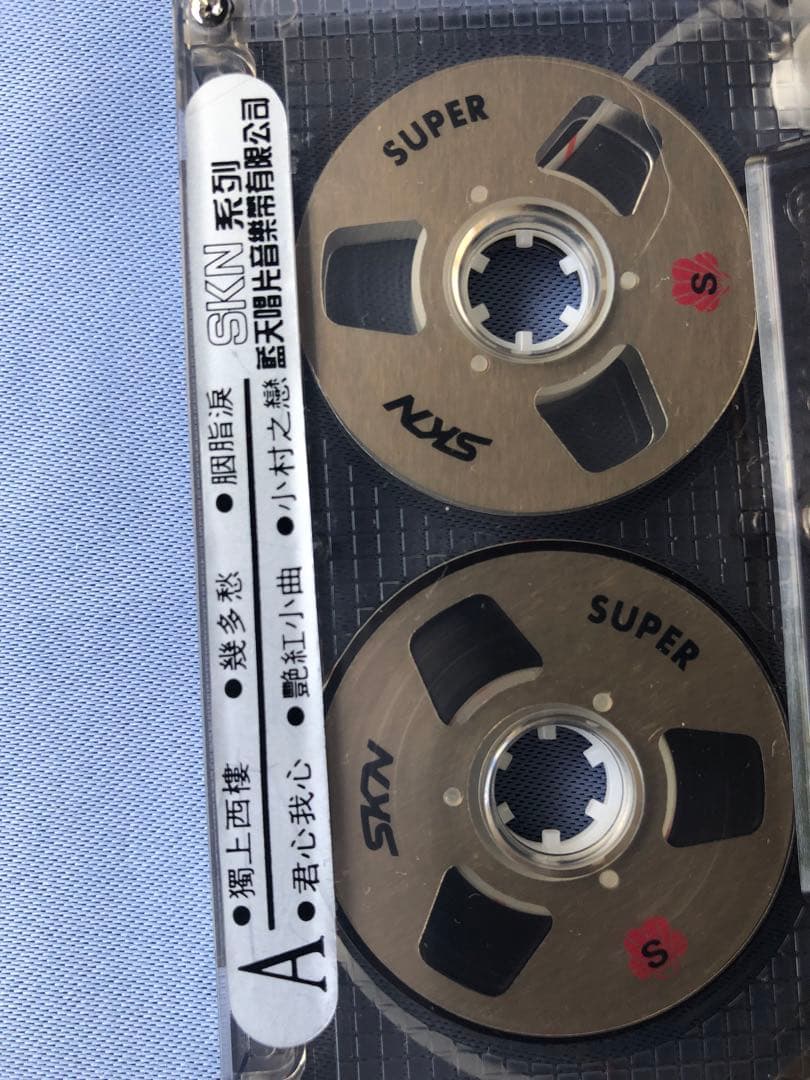 A
●獨上西樓 ●幾多愁 ●胭脂淚
●君心我心 ●艷紅小曲 ●小村之戀
SKN 系列
藍天唱片音樂帶有限公司
SUPER
S
SKN
SUPER
SKN
S